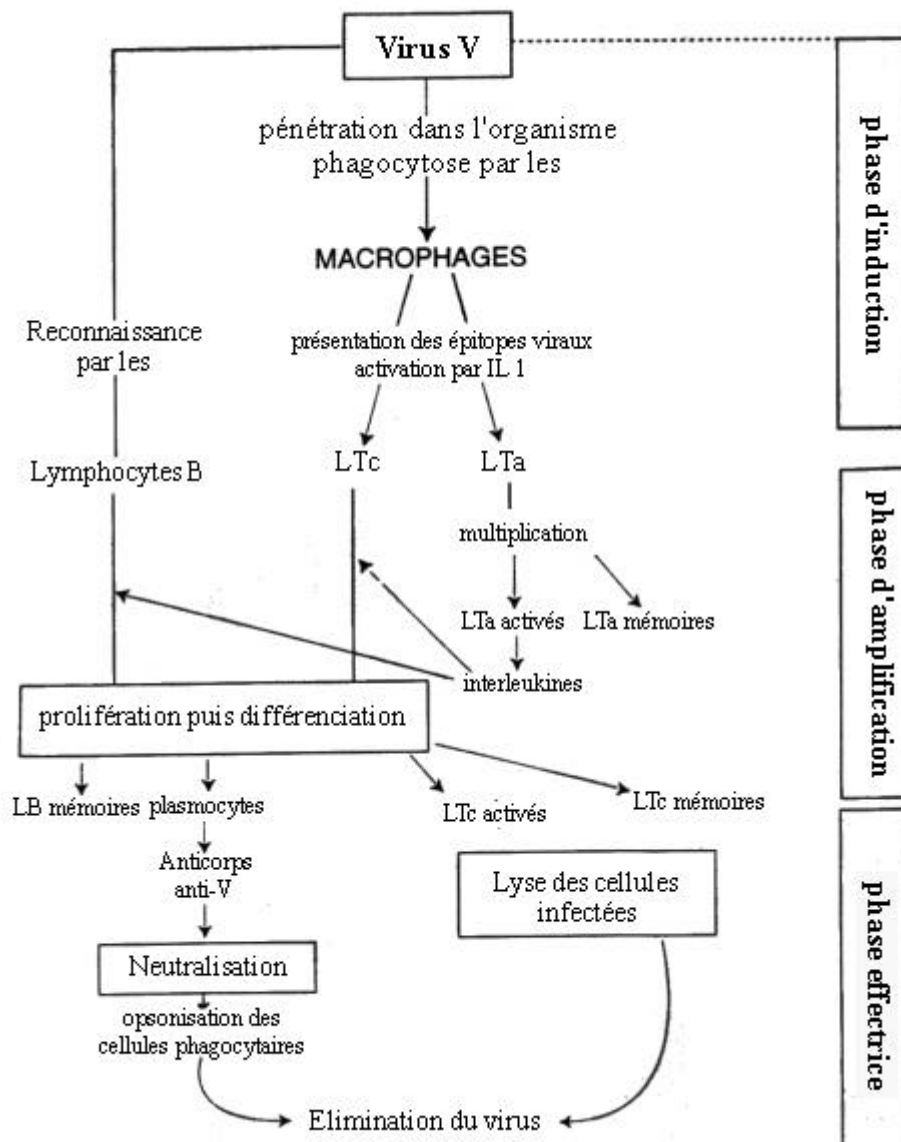 Virus V
pénétration dans l'organisme
phagocytose par les
MACROPHAGES
Reconnaissance
par les
présentation des épitopes viraux
activation par IL 1
Lymphocytes B
LTc
LTa
multiplication
LTa activés
LTa mémoires
interleukines
prolifération puis différenciation
LB mémoires
plasmocytes
LTc activés
LTc mémoires
Anticorps
anti-V
Lyse des cellules
infectées
Neutralisation
opsonisation des
cellules phagocytaires
Elimination du virus
phase d'induction
phase d'amplification
phase effectrice